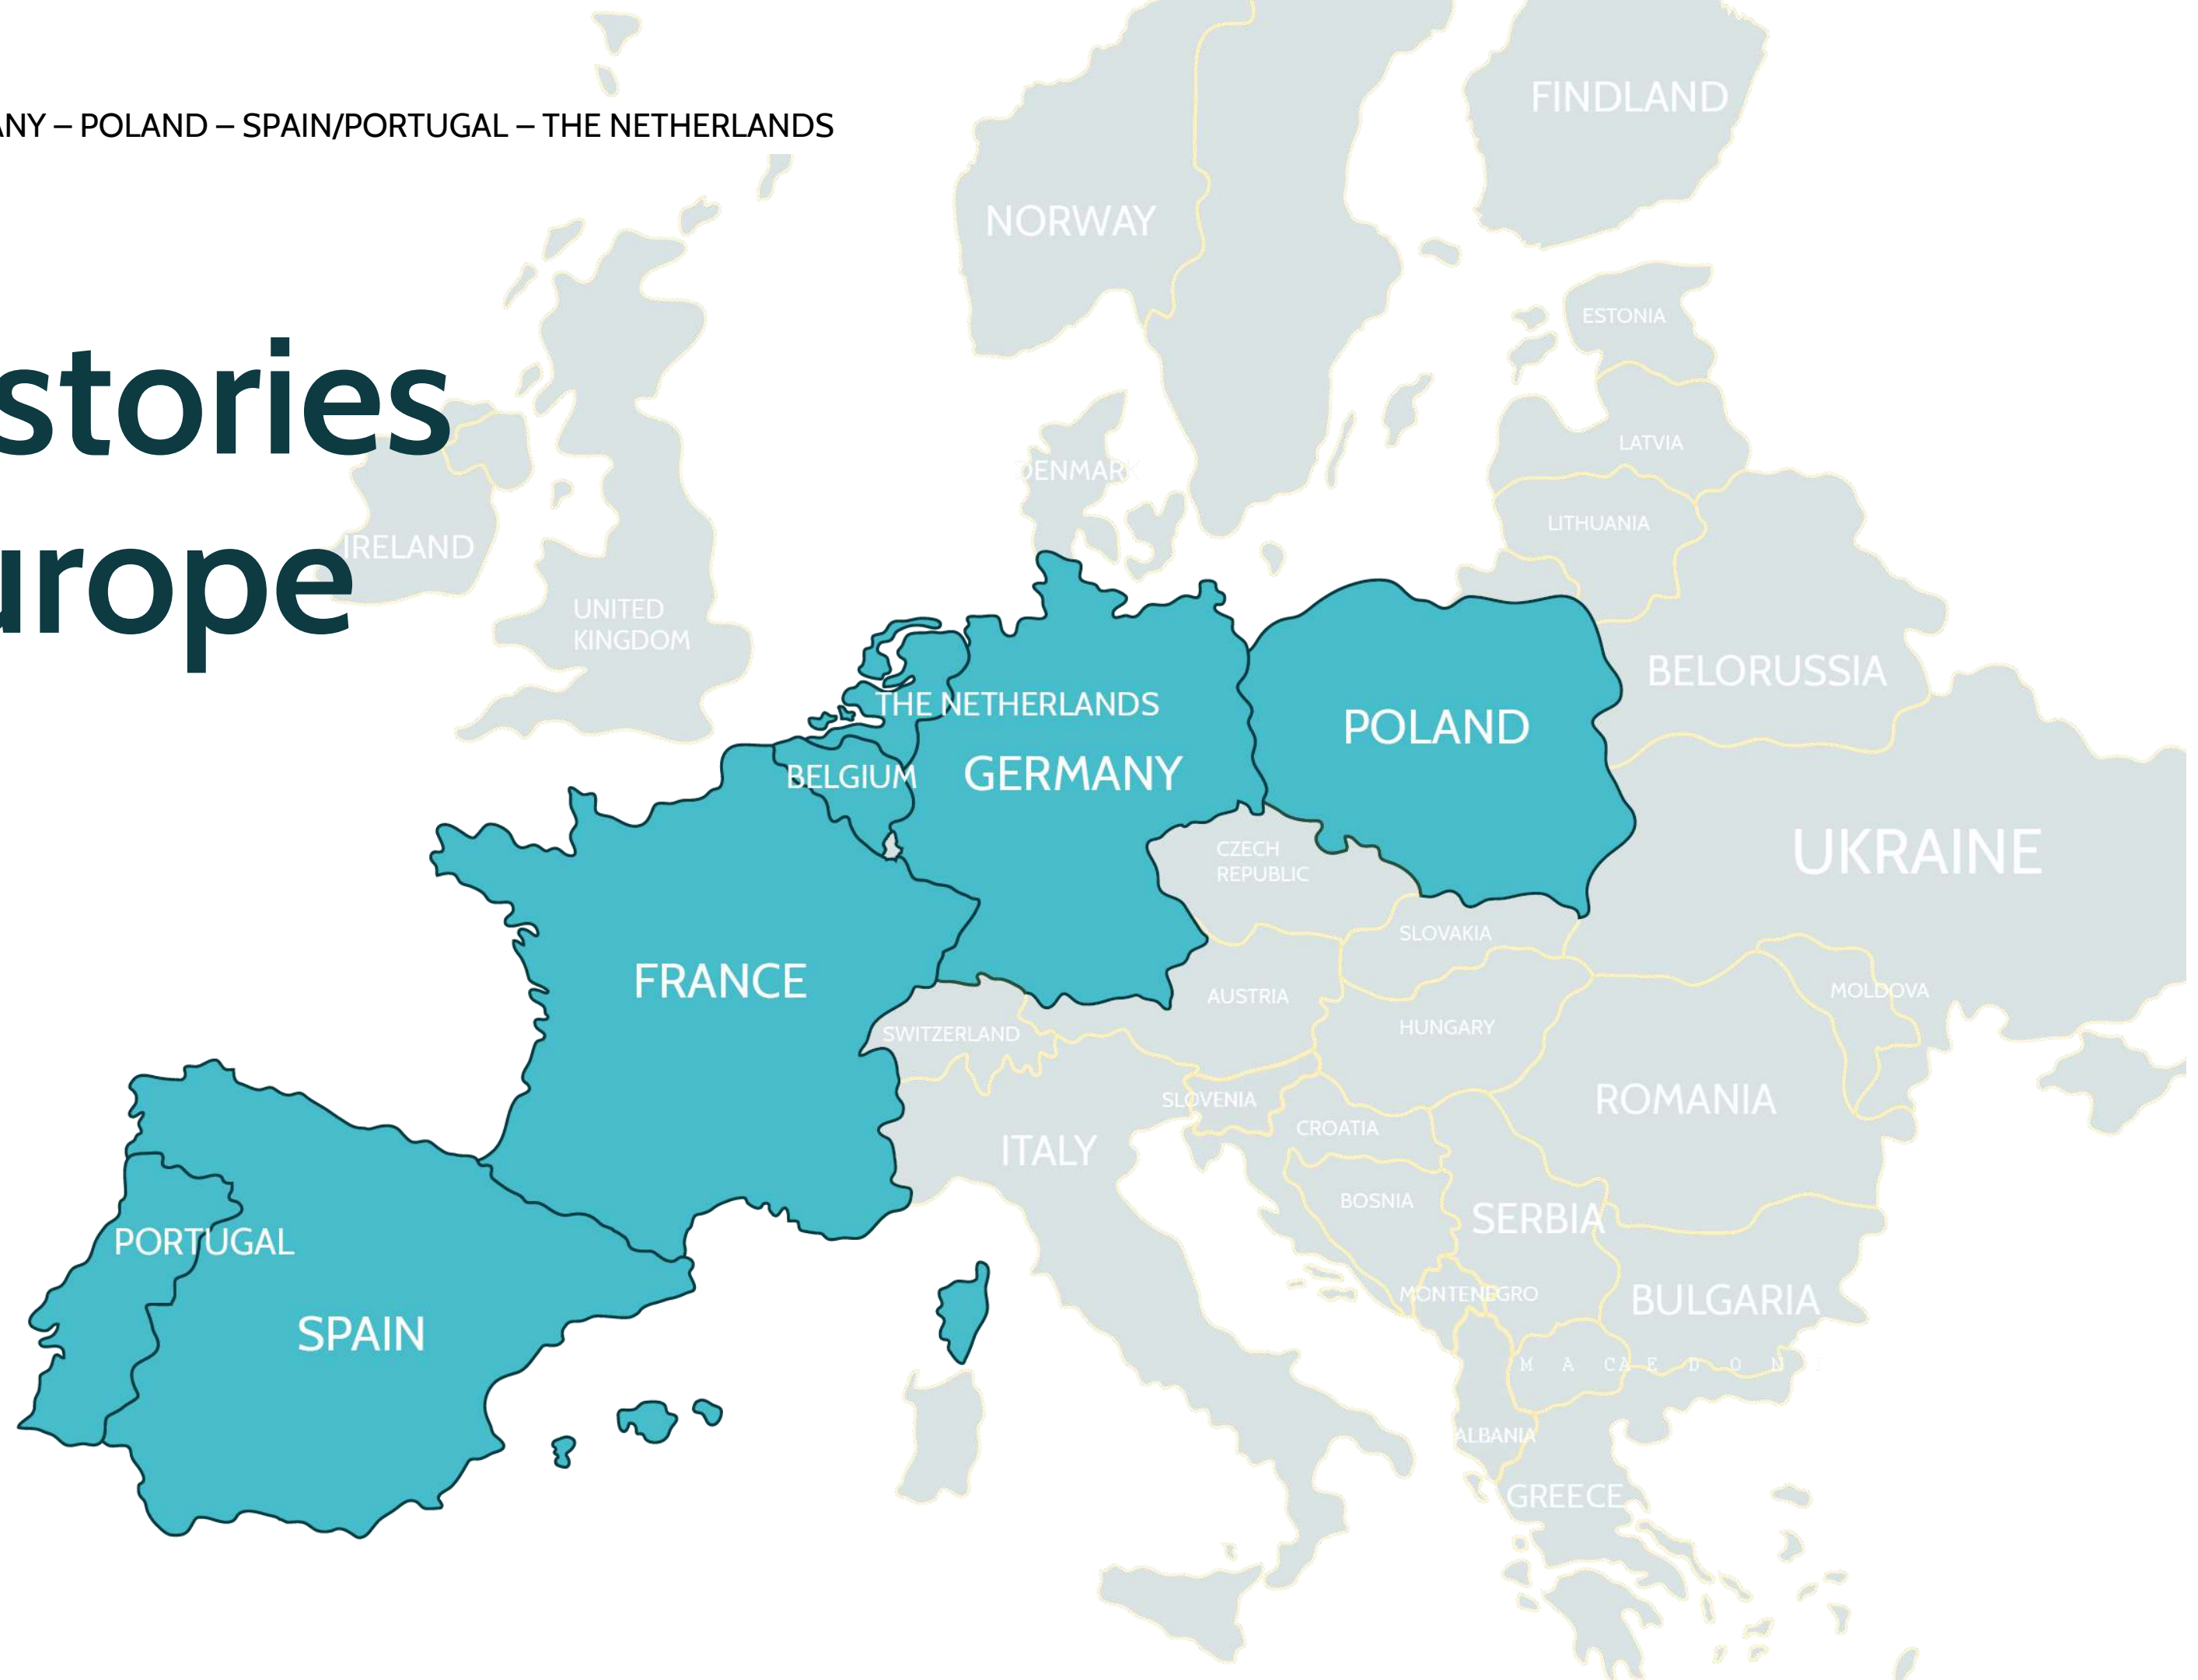 ANY – POLAND – SPAIN/PORTUGAL – THE NETHERLANDS
stories
urope
FINDLAND
NORWAY
ESTONIA
LATVIA
DENMARK
LITHUANIA
IRELAND
UNITED
KINGDOM
BELORUSSIA
THE NETHERLANDS
POLAND
BELGIUM
GERMANY
UKRAINE
CZECH
REPUBLIC
SLOVAKIA
FRANCE
AUSTRIA
MOLDOVA
SWITZERLAND
HUNGARY
SLOVENIA
ROMANIA
CROATIA
ITALY
BOSNIA
SERBIA
PORTUGAL
MONTENEGRO
BULGARIA
SPAIN
M A CA E D O N
ALBANIA
GREECE